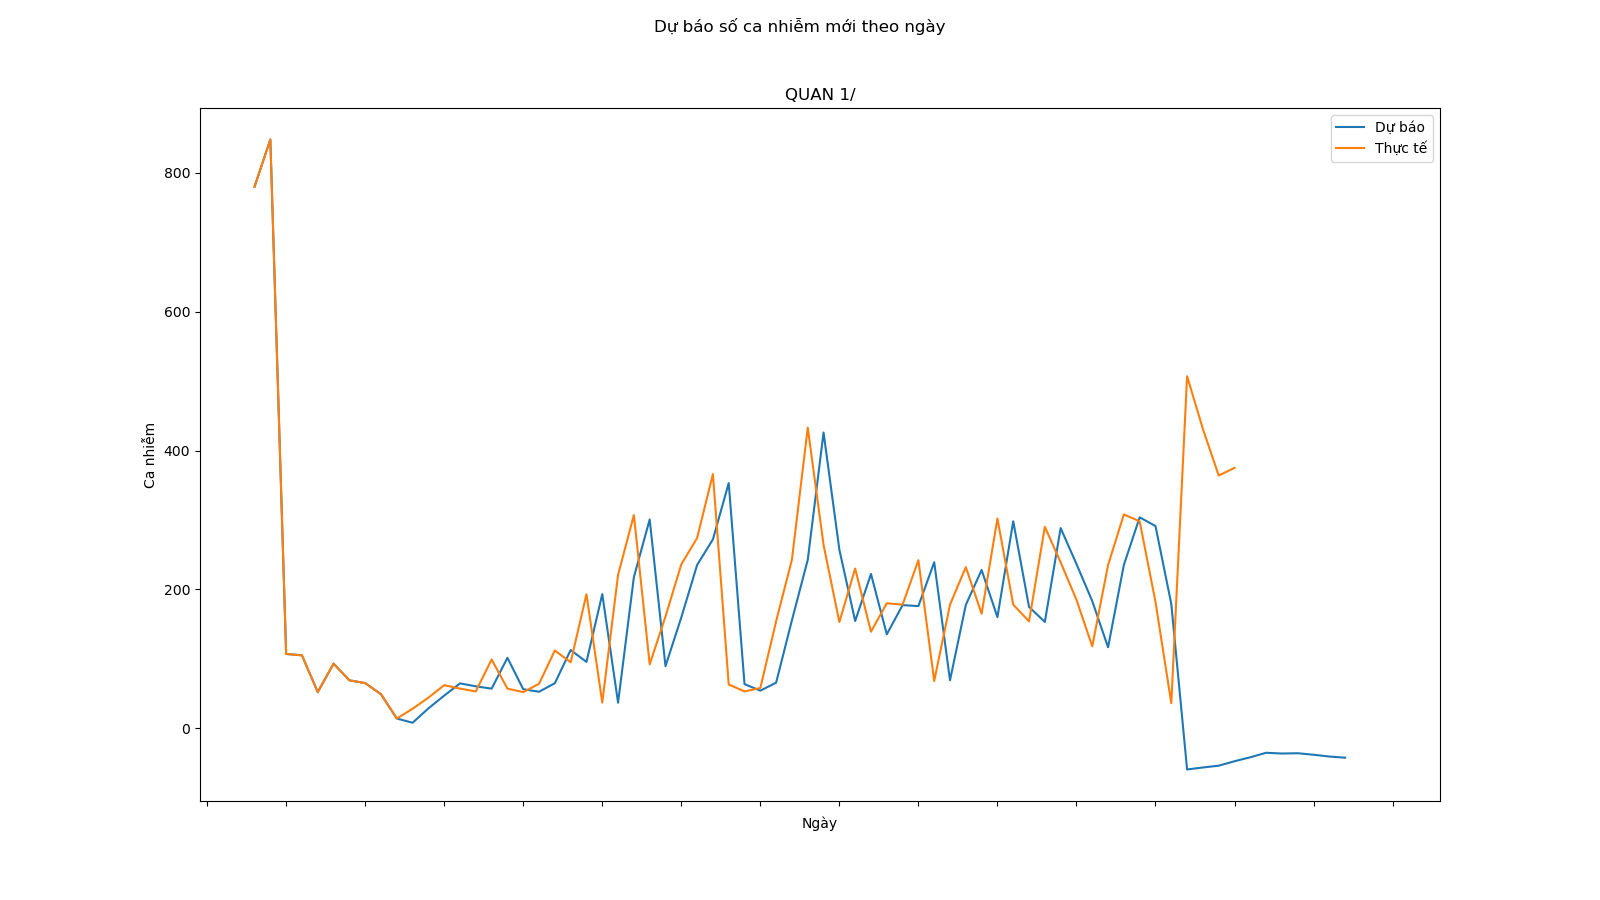 Dự báo số ca nhiễm mới theo ngày
QUAN 1/
Dự báo
Thực tế
800
600
400
200
0
Ca nhiễm
Ngày